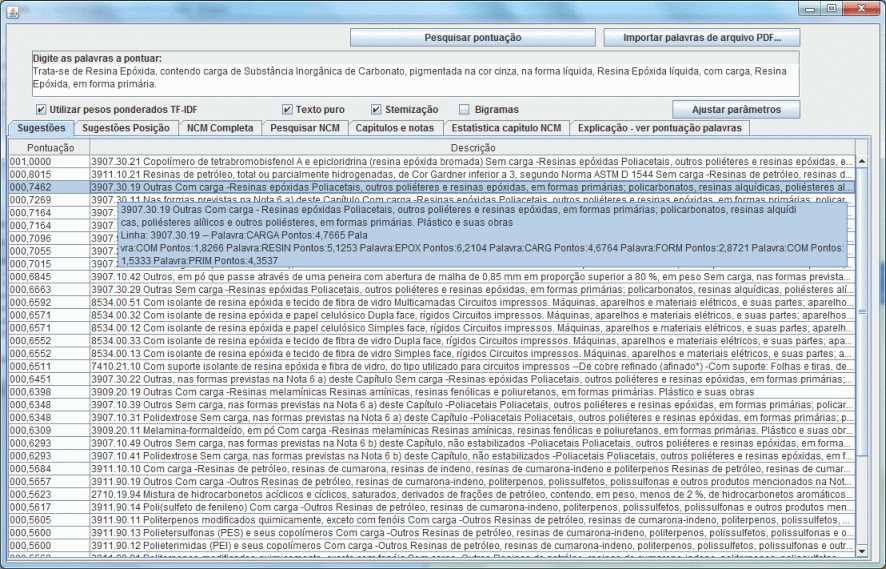 Pesquisar pontuação
Importar palavras de arquivo PDF...
Digite as palavras a pontuar:
Trata-se de Resina Epóxida, contendo carga de Substância Inorgânica de Carbonato, pigmentada na cor cinza, na forma líquida, Resina Epóxida líquida, com carga, Resina
Epóxida, em forma primária.
Utilizar pesos ponderados TF-IDF
Texto puro
Stemização
Bigramas
Ajustar parâmetros
Sugestões
Sugestões Posição
NCM Completa
Pesquisar NCM
Capítulos e notas
Estatística capítulo NCM
Explicação - ver pontuação palavras
Pontuação Descrição
001,0000 3907.30.21 Copolímero de tetrabromobisfenol A e epicloridrina (resina epóxida bromada) Sem carga -Resinas epóxidas Poliacetais, outros poliéteres e resinas epóxidas, e...
000,8015 3911.10.21 Resinas de petróleo, total ou parcialmente hidrogenadas, de Cor Gardner inferior a 3, segundo Norma ASTM D 1544 Sem carga -Resinas de petróleo, resinas d...
000,7462 3907.30.19 Outras Com carga -Resinas epóxidas Poliacetais, outros poliéteres e resinas epóxidas, em formas primárias; policarbonatos, resinas alquídicas, poliésteres al...
000,7269 3907.30.11 Nas formas previstas na Nota 6 a) deste Capítulo Com carga -Resinas epóxidas Poliacetais, outros poliéteres e resinas epóxidas, em formas primárias; policar...
000,7164
000,7164
000,7096
000,7055
000,7015
3907.30.19 Outras Com carga - Resinas epóxidas Poliacetais, outros poliéteres e resinas epóxidas, em formas primárias; policarbonatos, resinas alquídi
cas, poliésteres alílicos e outros poliésteres, em formas primárias. Plástico e suas obras
Linha: 3907.30.19 -- Palavra:CARGA Pontos:4,7665 Pala
vra:COM Pontos:1,8266 Palavra:RESIN Pontos:5,1253 Palavra:EPOX Pontos:6,2104 Palavra:CARG Pontos:4,6764 Palavra:FORM Pontos:2,8721 Palavra:COM Pontos:
1,5333 Palavra:PRIM Pontos:4,3537
000,6845 3907.10.42 Outros, em pó que passe através de uma peneira com abertura de malha de 0,85 mm em proporção superior a 80 %, em peso Sem carga, nas formas prevista...
000,6663 3907.30.29 Outras Sem carga -Resinas epóxidas Poliacetais, outros poliéteres e resinas epóxidas, em formas primárias; policarbonatos, resinas alquídicas, poliésteres alí...
000,6592 8534.00.51 Com isolante de resina epóxida e tecido de fibra de vidro Multicamadas Circuitos impressos. Máquinas, aparelhos e materiais elétricos, e suas partes; aparelho...
000,6571 8534.00.32 Com isolante de resina epóxida e papel celulósico Dupla face, rígidos Circuitos impressos. Máquinas, aparelhos e materiais elétricos, e suas partes; aparelho...
000,6571 8534.00.12 Com isolante de resina epóxida e papel celulósico Simples face, rígidos Circuitos impressos. Máquinas, aparelhos e materiais elétricos, e suas partes; aparelh...
000,6552 8534.00.33 Com isolante de resina epóxida e tecido de fibra de vidro Dupla face, rígidos Circuitos impressos. Máquinas, aparelhos e materiais elétricos, e suas partes; a...
000,6552 8534.00.13 Com isolante de resina epóxida e tecido de fibra de vidro Simples face, rígidos Circuitos impressos. Máquinas, aparelhos e materiais elétricos, e suas partes; a...
000,6511 7410.21.10 Com suporte isolante de resina epóxida e fibra de vidro, do tipo utilizado para circuitos impressos --De cobre refinado (afinado*) -Com suporte: Folhas e tiras, de...
000,6451 3907.30.22 Outras, nas formas previstas na Nota 6 a) deste Capítulo Sem carga -Resinas epóxidas Poliacetais, outros poliéteres e resinas epóxidas, em formas primárias;...
000,6398 3909.20.19 Outras Com carga -Resinas melamínicas Resinas amínicas, resinas fenólicas e poliuretanos, em formas primárias. Plástico e suas obras
000,6348 3907.10.39 Outros Sem carga, nas formas previstas na Nota 6 a) deste Capítulo -Poliacetais Poliacetais, outros poliéteres e resinas epóxidas, em formas primárias; policar...
000,6348 3907.10.31 Polidextrose Sem carga, nas formas previstas na Nota 6 a) deste Capítulo -Poliacetais Poliacetais, outros poliéteres e resinas epóxidas, em formas primárias; p...
000,6309 3909.20.11 Melamina-formaldeído, em pó Com carga -Resinas melamínicas Resinas amínicas, resinas fenólicas e poliuretanos, em formas primárias. Plástico e suas obr...
000,6293 3907.10.49 Outros Sem carga, nas formas previstas na Nota 6 b) deste Capítulo, não estabilizados -Poliacetais Poliacetais, outros poliéteres e resinas epóxidas, em forma...
000,6293 3907.10.41 Polidextrose Sem carga, nas formas previstas na Nota 6 b) deste Capítulo, não estabilizados -Poliacetais Poliacetais, outros poliéteres e resinas epóxidas, em f...
000,5684 3911.10.10 Com carga -Resinas de petróleo, resinas de cumarona, resinas de indeno, resinas de cumarona-indeno e politerpenos Resinas de petróleo, resinas de cumar...
000,5657 3911.90.19 Outros Com carga -Outros Resinas de petróleo, resinas de cumarona-indeno, politerpenos, polissulfetos, polissulfonas e outros produtos mencionados na Not...
000,5623 2710.19.94 Mistura de hidrocarbonetos acíclicos e cíclicos, saturados, derivados de frações de petróleo, contendo, em peso, menos de 2 %, de hidrocarbonetos aromáticos...
000,5617 3911.90.14 Poli(sulfeto de fenileno) Com carga -Outros Resinas de petróleo, resinas de cumarona-indeno, politerpenos, polissulfetos, polissulfonas e outros produtos men...
000,5605 3911.90.11 Politerpenos modificados quimicamente, exceto com fenóis Com carga -Outros Resinas de petróleo, resinas de cumarona-indeno, politerpenos, polissulfetos, ...
000,5600 3911.90.13 Polietersulfonas (PES) e seus copolímeros Com carga -Outros Resinas de petróleo, resinas de cumarona-indeno, politerpenos, polissulfetos, polissulfonas e o...
000,5600 3911.90.12 Polieterimidas (PEI) e seus copolímeros Com carga -Outros Resinas de petróleo, resinas de cumarona-indeno, politerpenos, polissulfetos, polissulfonas e outr...